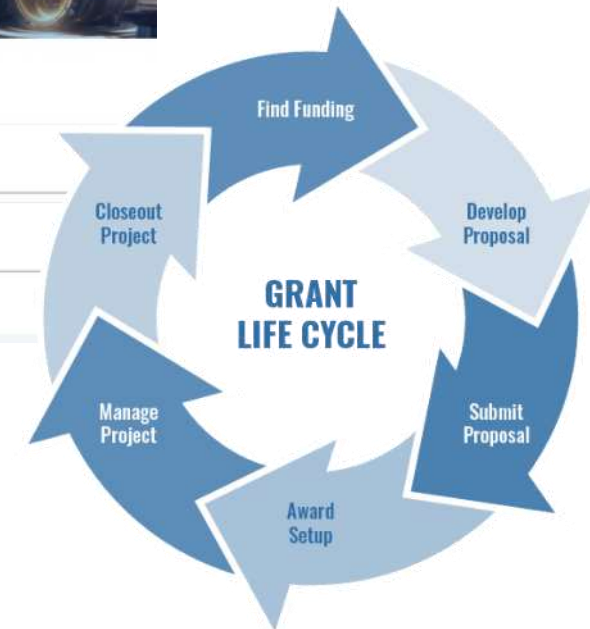 Find Funding
Develop
Proposal
Submit
Proposal
Award
Setup
Manage
Project
Closeout
Project
GRANT
LIFE CYCLE